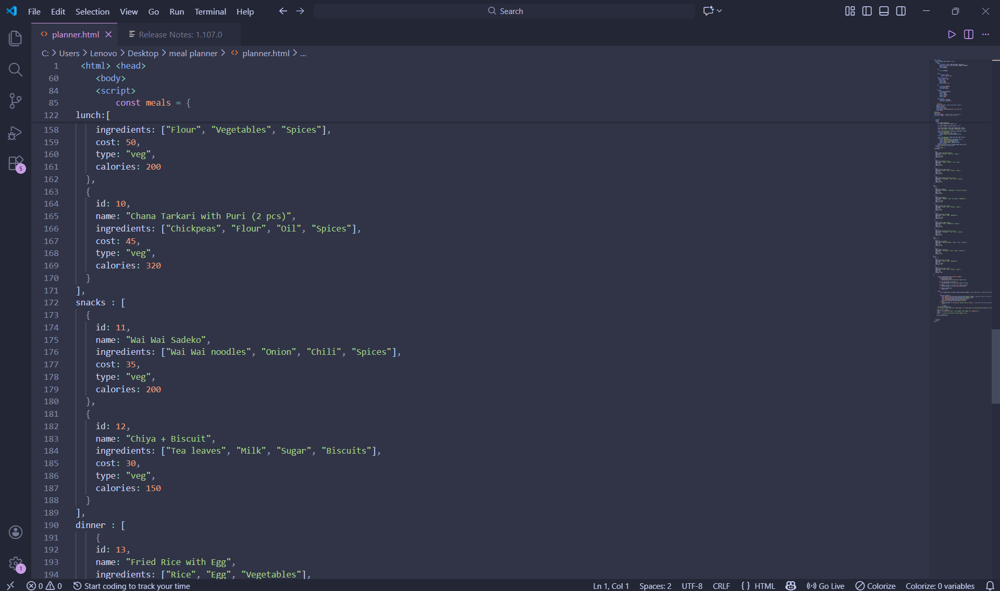 File Edit Selection View Go Run Terminal Help Search
planner.html Release Notes: 1.107.0
C: > Users > Lenovo > Desktop > meal planner > planner.html > ...
1 <html> <head>
60 <body>
84 <script>
85 const meals = {
122 lunch:[
158 ingredients: ["Flour", "Vegetables", "Spices"],
159 cost: 50,
160 type: "veg",
161 calories: 200
162 },
163 {
164 id: 10,
165 name: "Chana Tarkari with Puri (2 pcs)",
166 ingredients: ["Chickpeas", "Flour", "Oil", "Spices"],
167 cost: 45,
168 type: "veg",
169 calories: 320
170 }
171 ],
172 snacks : [
173 {
174 id: 11,
175 name: "Wai Wai Sadeko",
176 ingredients: ["Wai Wai noodles", "Onion", "Chili", "Spices"],
177 cost: 35,
178 type: "veg",
179 calories: 200
180 },
181 {
182 id: 12,
183 name: "Chiya + Biscuit",
184 ingredients: ["Tea leaves", "Milk", "Sugar", "Biscuits"],
185 cost: 30,
186 type: "veg",
187 calories: 150
188 }
189 ],
190 dinner : [
191 {
192 id: 13,
193 name: "Fried Rice with Egg",
194 ingredients: ["Rice", "Egg", "Vegetables"],
5
1
0 0 Start coding to track your time Ln 1, Col 1 Spaces: 2 UTF-8 CRLF { } HTML Go Live Colorize Colorize: 0 variables